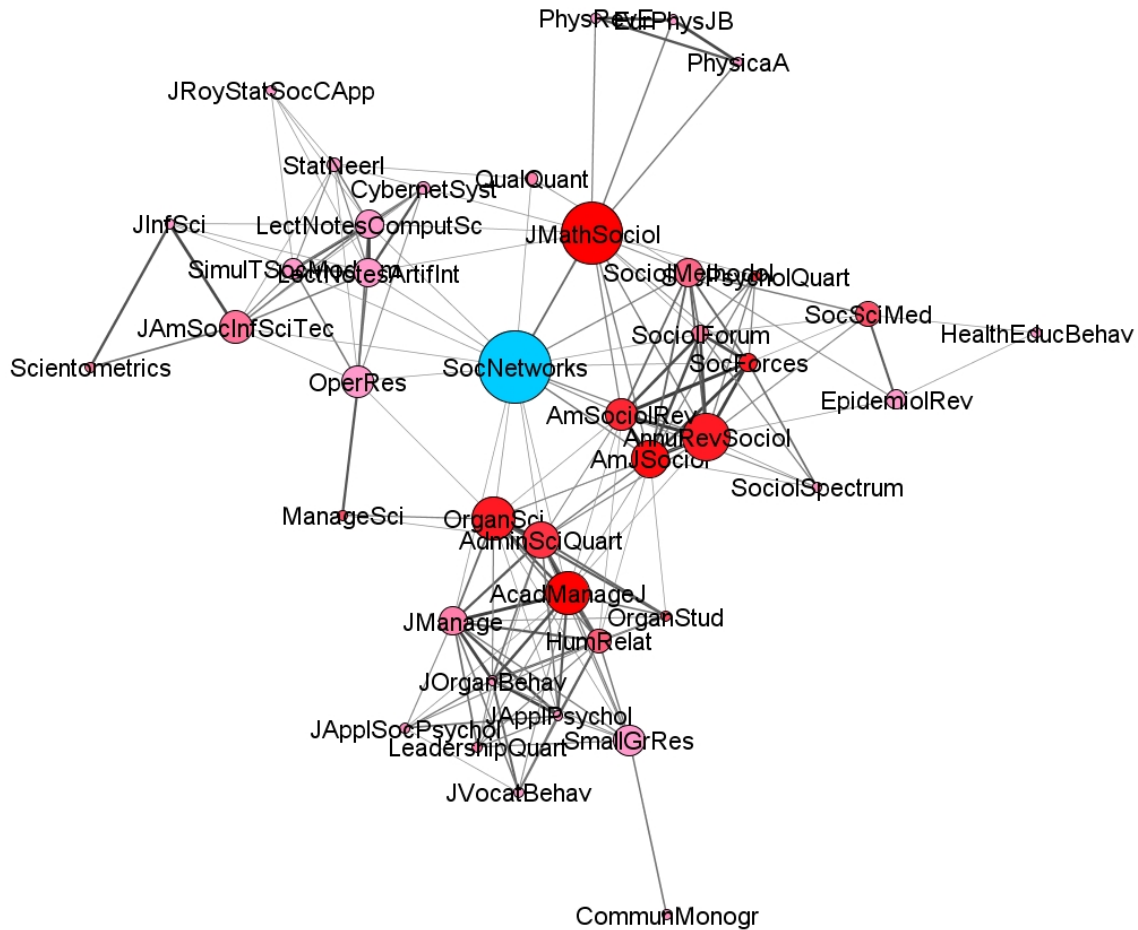 PhysRevE
EurPhysJB
PhysicaA
JRoyStatSocCApp
StatNeerl
QualQuant
CybernetSyst
JInfSci
LectNotesComputSc
JMathSociol
SimulTSocModem
LectNotesArtifInt
SociolMethodol
SocPsycholQuart
SocSciMed
JAmSocInfSciTec
SociolForum
HealthEducBehav
Scientometrics
SocNetworks
SocForces
OperRes
EpidemiolRev
AmSociolRev
AnnuRevSociol
AmJSociol
SociolSpectrum
ManageSci
OrganSci
AdminSciQuart
AcadManageJ
OrganStud
JManage
HumRelat
JOrganBehav
JApplPsychol
JApplSocPsychol
SmallGrRes
LeadershipQuart
JVocatBehav
CommunMonogr